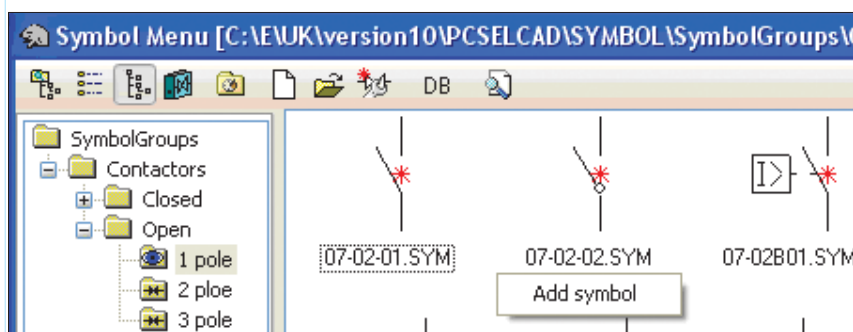 Symbol Menu [C:\E\UK\version10\PCSELCAD\SYMBOL\SymbolGroups\
DB
SymbolGroups
Contactors
Closed
Open
1 pole
2 ploe
3 pole
07-02-01.SYM
07-02-02.SYM
07-02B01.SYM
Add symbol
I>